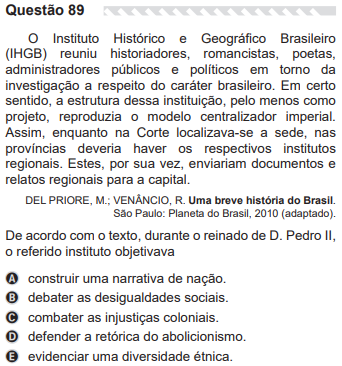 Questão 89
O Instituto Histórico e Geográfico Brasileiro
(IHGB) reuniu historiadores, romancistas, poetas,
administradores públicos e políticos em torno da
investigação a respeito do caráter brasileiro. Em certo
sentido, a estrutura dessa instituição, pelo menos como
projeto, reproduzia o modelo centralizador imperial.
Assim, enquanto na Corte localizava-se a sede, nas
províncias deveria haver os respectivos institutos
regionais. Estes, por sua vez, enviariam documentos e
relatos regionais para a capital.
DEL PRIORE, M.; VENÂNCIO, R. Uma breve história do Brasil.
São Paulo: Planeta do Brasil, 2010 (adaptado).
De acordo com o texto, durante o reinado de D. Pedro II,
o referido instituto objetivava
A construir uma narrativa de nação.
B debater as desigualdades sociais.
C combater as injustiças coloniais.
D defender a retórica do abolicionismo.
E evidenciar uma diversidade étnica.